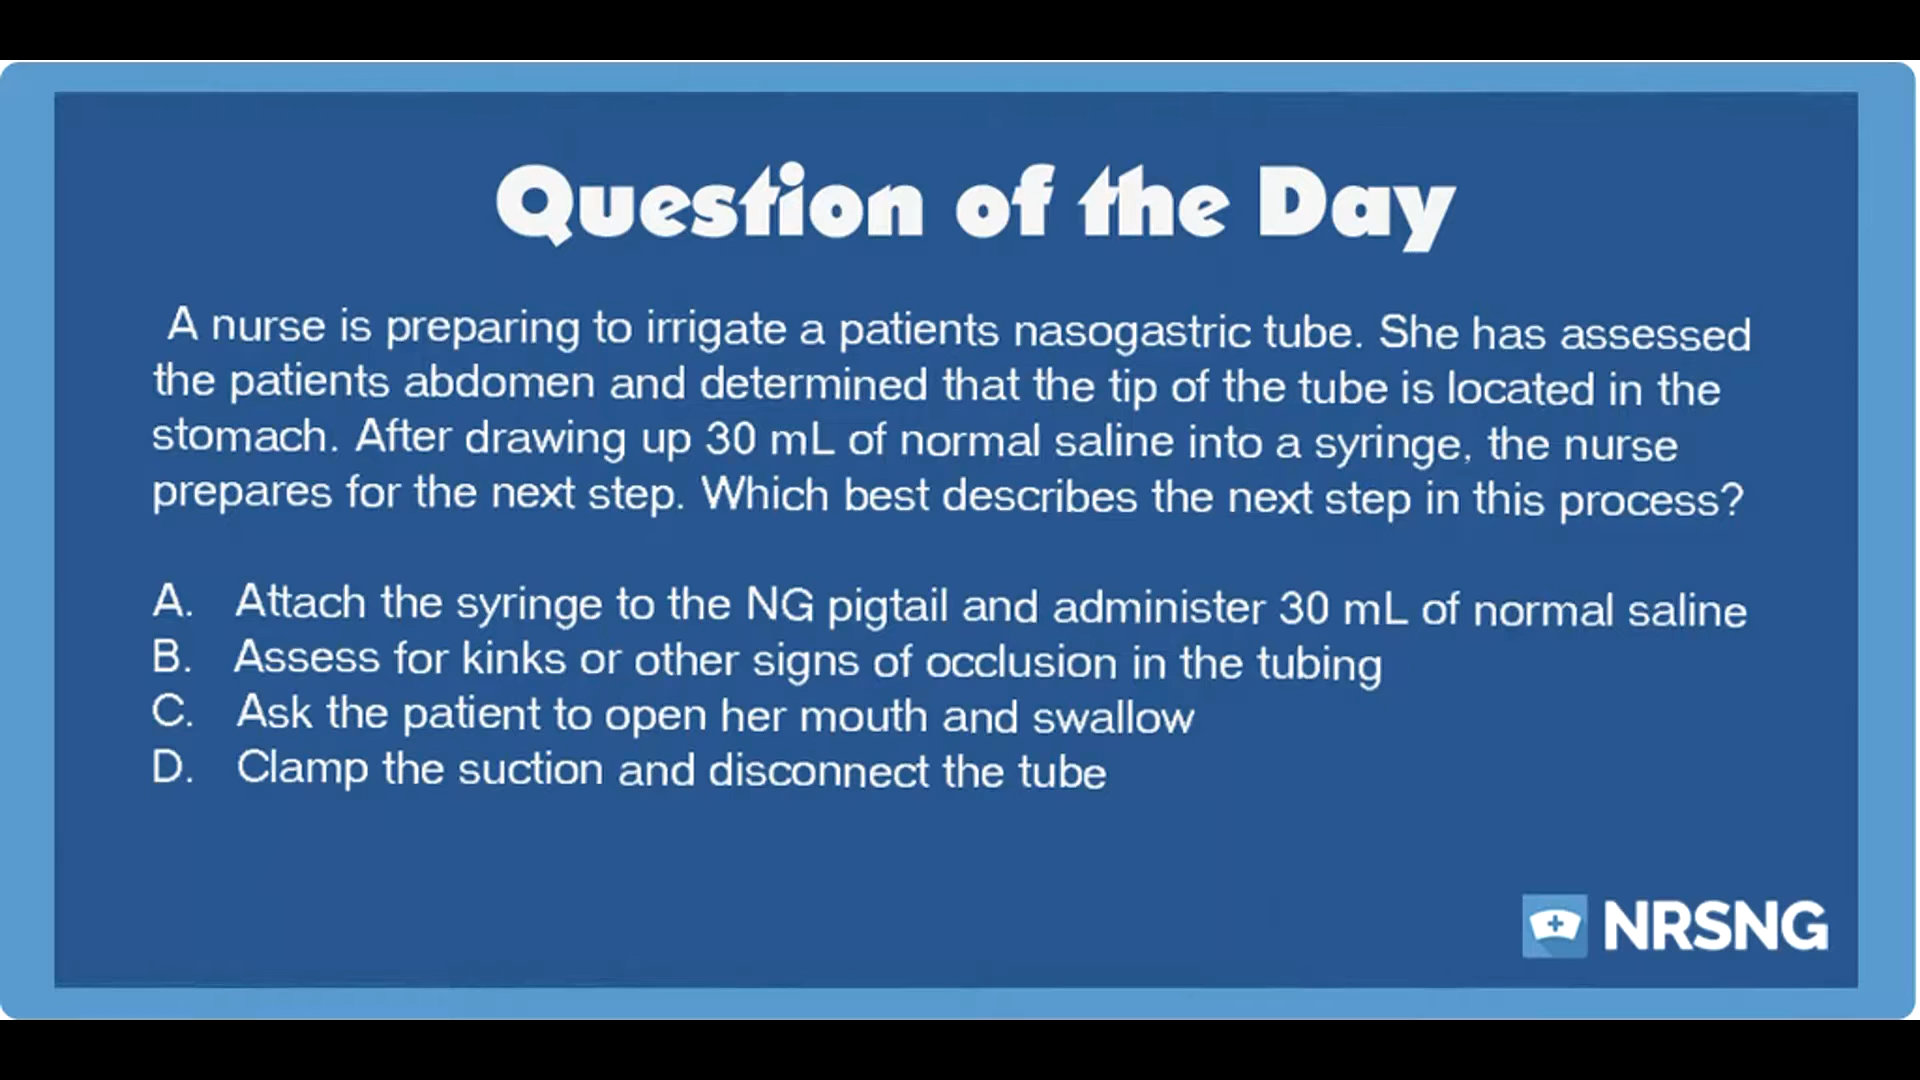 Question of the Day
A nurse is preparing to irrigate a patients nasogastric tube. She has assessed
the patients abdomen and determined that the tip of the tube is located in the
stomach. After drawing up 30 mL of normal saline into a syringe, the nurse
prepares for the next step. Which best describes the next step in this process?
A. Attach the syringe to the NG pigtail and administer 30 mL of normal saline
B. Assess for kinks or other signs of occlusion in the tubing
C. Ask the patient to open her mouth and swallow
D. Clamp the suction and disconnect the tube
NRSNG